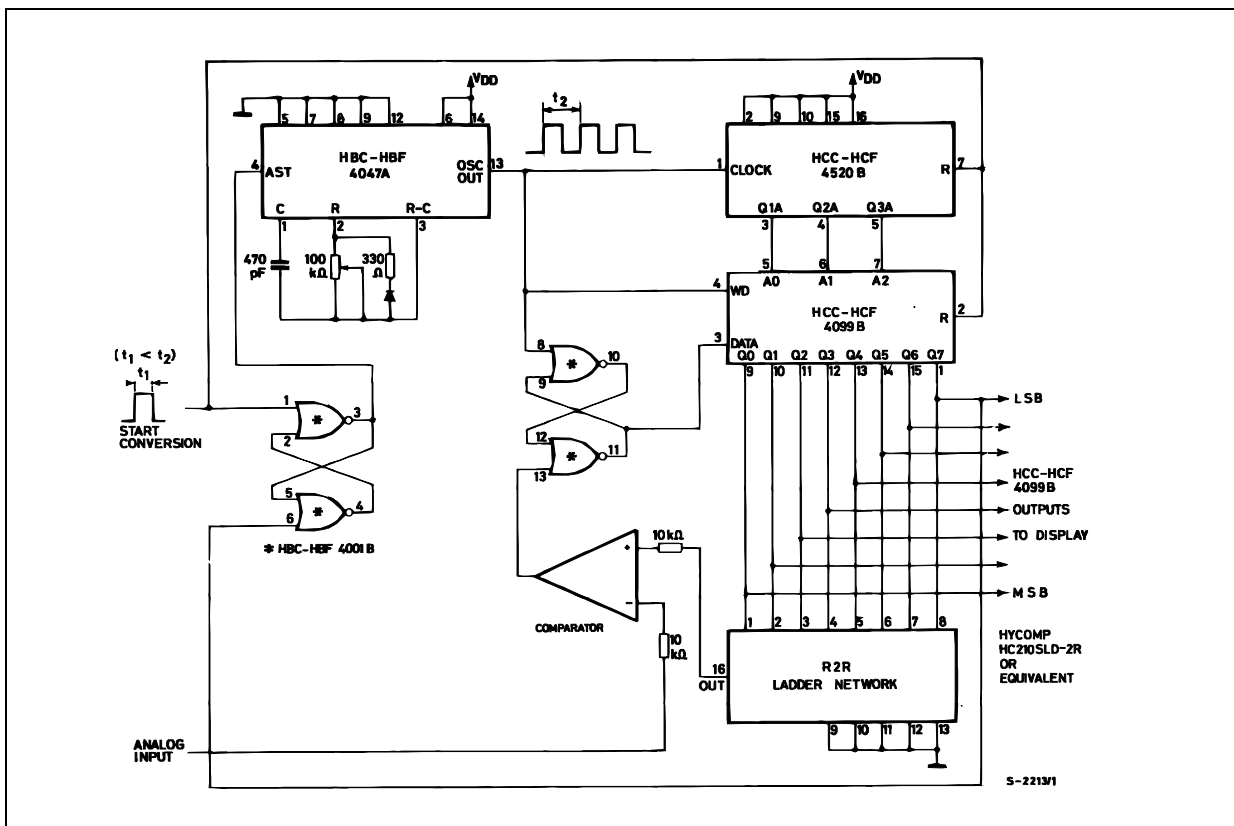 VDD
5 7 8 9 12 6 14
HBC-HBF
4047A
4 AST
OSC
OUT
13
C R R-C
1 2 3
470
pF
100
kΩ
330
Ω
t2
VDD
2 9 10 15 16
HCC-HCF
4520 B
1 CLOCK
R 7
Q1A Q2A Q3A
3 4 5
5 6 7
A0 A1 A2
4 WD
HCC-HCF
4099 B
R 2
3 DATA
Q0 Q1 Q2 Q3 Q4 Q5 Q6 Q7
9 10 11 12 13 14 15 1
(t1 < t2)
t1
START
CONVERSION
1
2
*
3
5
6
*
4
* HBC-HBF 4001 B
8
9
*
10
12
13
*
11
LSB
HCC-HCF
4099B
OUTPUTS
TO DISPLAY
MSB
+
−
10kΩ
COMPARATOR
10
kΩ
1 2 3 4 5 6 7 8
16
OUT
R2R
LADDER NETWORK
9 10 11 12 13
HYCOMP
HC210SLD-2R
OR
EQUIVALENT
ANALOG
INPUT
S-2213/1